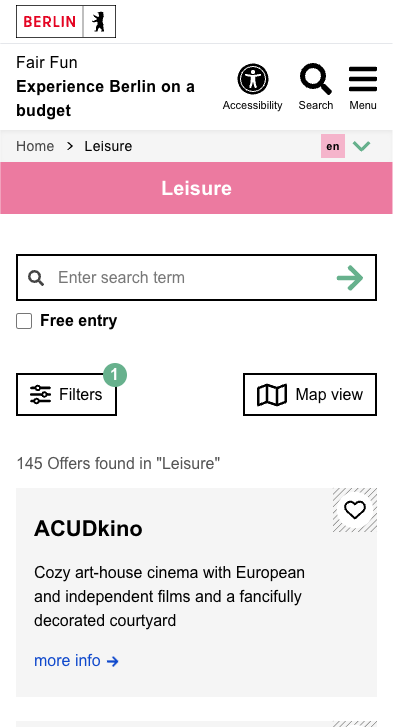 BERLIN
Fair Fun
Experience Berlin on a
budget
Accessibility
Search
Menu
Home
Leisure
en
Leisure
Enter search term
Free entry
Filters
1
Map view
145 Offers found in "Leisure"
ACUDkino
Cozy art-house cinema with European
and independent films and a fancifully
decorated courtyard
more info